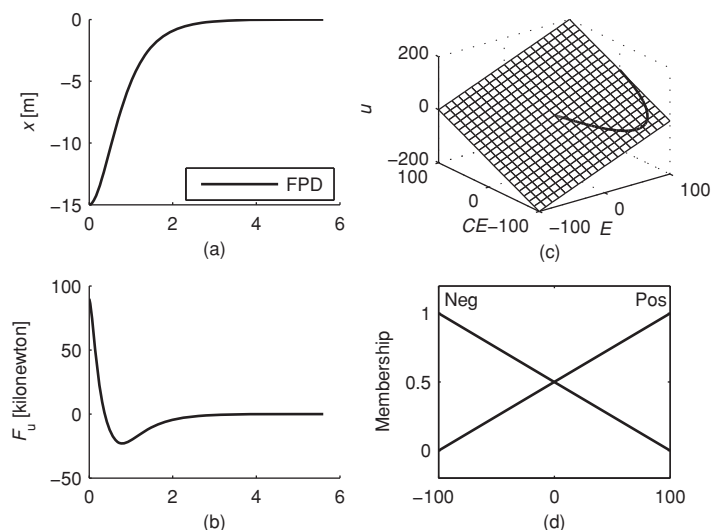 0
−5
−10
−15
x [m]
FPD
0
2
4
6
(a)
200
0
−200
u
100
0
CE
−100
−100
E
0
100
(c)
100
50
0
−50
F_u [kilonewton]
0
2
4
6
(b)
Neg
Pos
1
0.5
0
Membership
-100
0
100
(d)